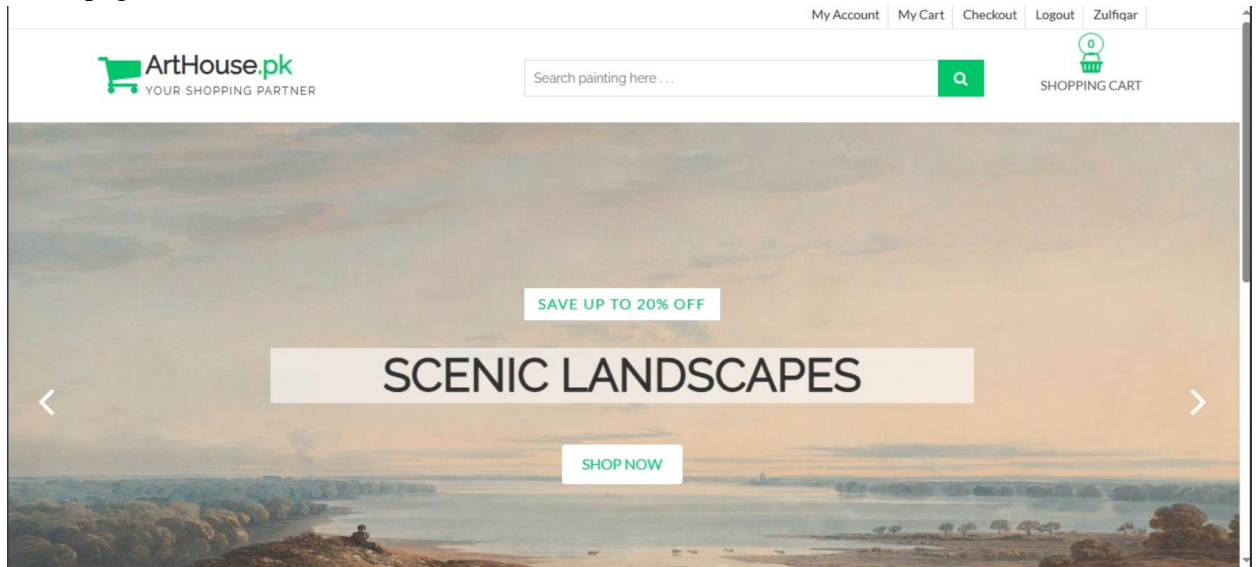 My Account My Cart Checkout Logout Zulfiqar
ArtHouse.pk
YOUR SHOPPING PARTNER
Search painting here . . .
0
SHOPPING CART
SAVE UP TO 20% OFF
SCENIC LANDSCAPES
SHOP NOW